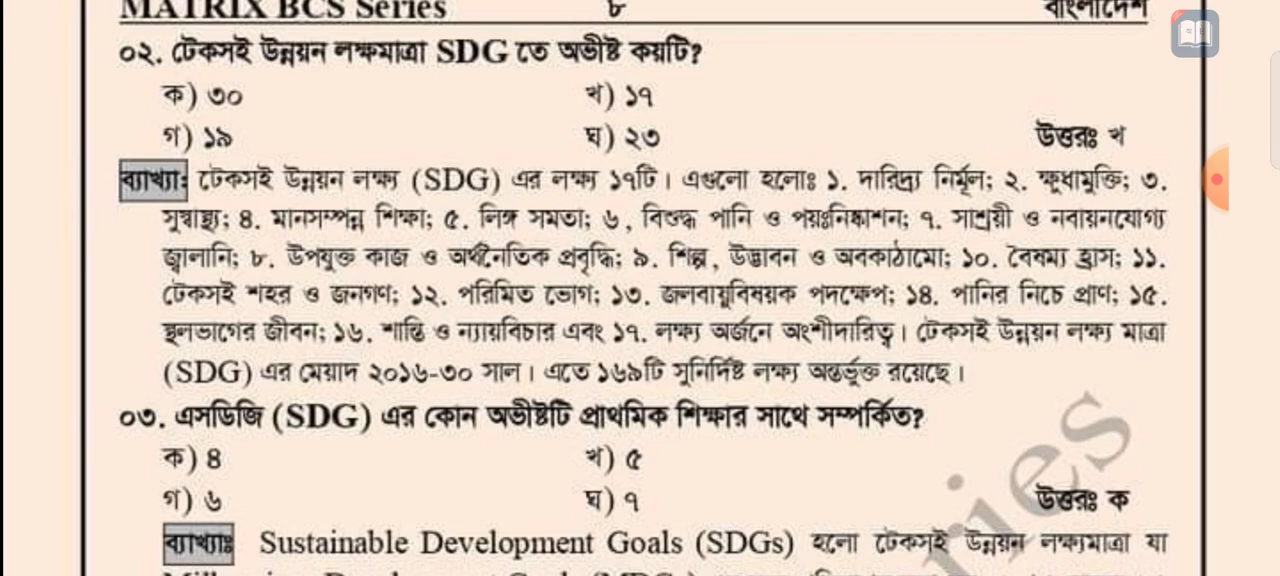 MATRIX BCS Series ৮ বাংলাদেশ
০২. টেকসই উন্নয়ন লক্ষমাত্রা SDG তে অভীষ্ট কয়টি?
ক) ৩০ খ) ১৭
গ) ১৯ ঘ) ২৩ উত্তরঃ খ
ব্যাখ্যা: টেকসই উন্নয়ন লক্ষ্য (SDG) এর লক্ষ্য ১৭টি। এগুলো হলোঃ ১. দারিদ্র্য নির্মূল; ২. ক্ষুধামুক্তি; ৩.
সুস্বাস্থ্য; ৪. মানসম্পন্ন শিক্ষা; ৫. লিঙ্গ সমতা; ৬, বিশুদ্ধ পানি ও পয়ঃনিষ্কাশন; ৭. সাশ্রয়ী ও নবায়নযোগ্য
জ্বালানি; ৮. উপযুক্ত কাজ ও অর্থনৈতিক প্রবৃদ্ধি; ৯. শিল্প, উদ্ভাবন ও অবকাঠামো; ১০. বৈষম্য হ্রাস; ১১.
টেকসই শহর ও জনগণ; ১২. পরিমিত ভোগ; ১৩. জলবায়ুবিষয়ক পদক্ষেপ; ১৪. পানির নিচে প্রাণ; ১৫.
স্থলভাগের জীবন; ১৬. শান্তি ও ন্যায়বিচার এবং ১৭. লক্ষ্য অর্জনে অংশীদারিত্ব। টেকসই উন্নয়ন লক্ষ্য মাত্রা
(SDG) এর মেয়াদ ২০১৬-৩০ সাল। এতে ১৬৯টি সুনির্দিষ্ট লক্ষ্য অন্তর্ভুক্ত রয়েছে।
০৩. এসডিজি (SDG) এর কোন অভীষ্টটি প্রাথমিক শিক্ষার সাথে সম্পর্কিত?
ক) ৪ খ) ৫
গ) ৬ ঘ) ৭ উত্তরঃ ক
ব্যাখ্যাঃ Sustainable Development Goals (SDGs) হলো টেকসই উন্নয়ন লক্ষ্যমাত্রা যা